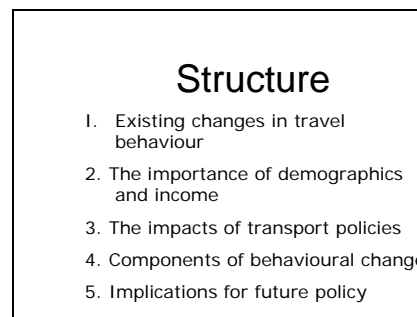 Structure
I. Existing changes in travel
behaviour
2. The importance of demographics
and income
3. The impacts of transport policies
4. Components of behavioural change
5. Implications for future policy